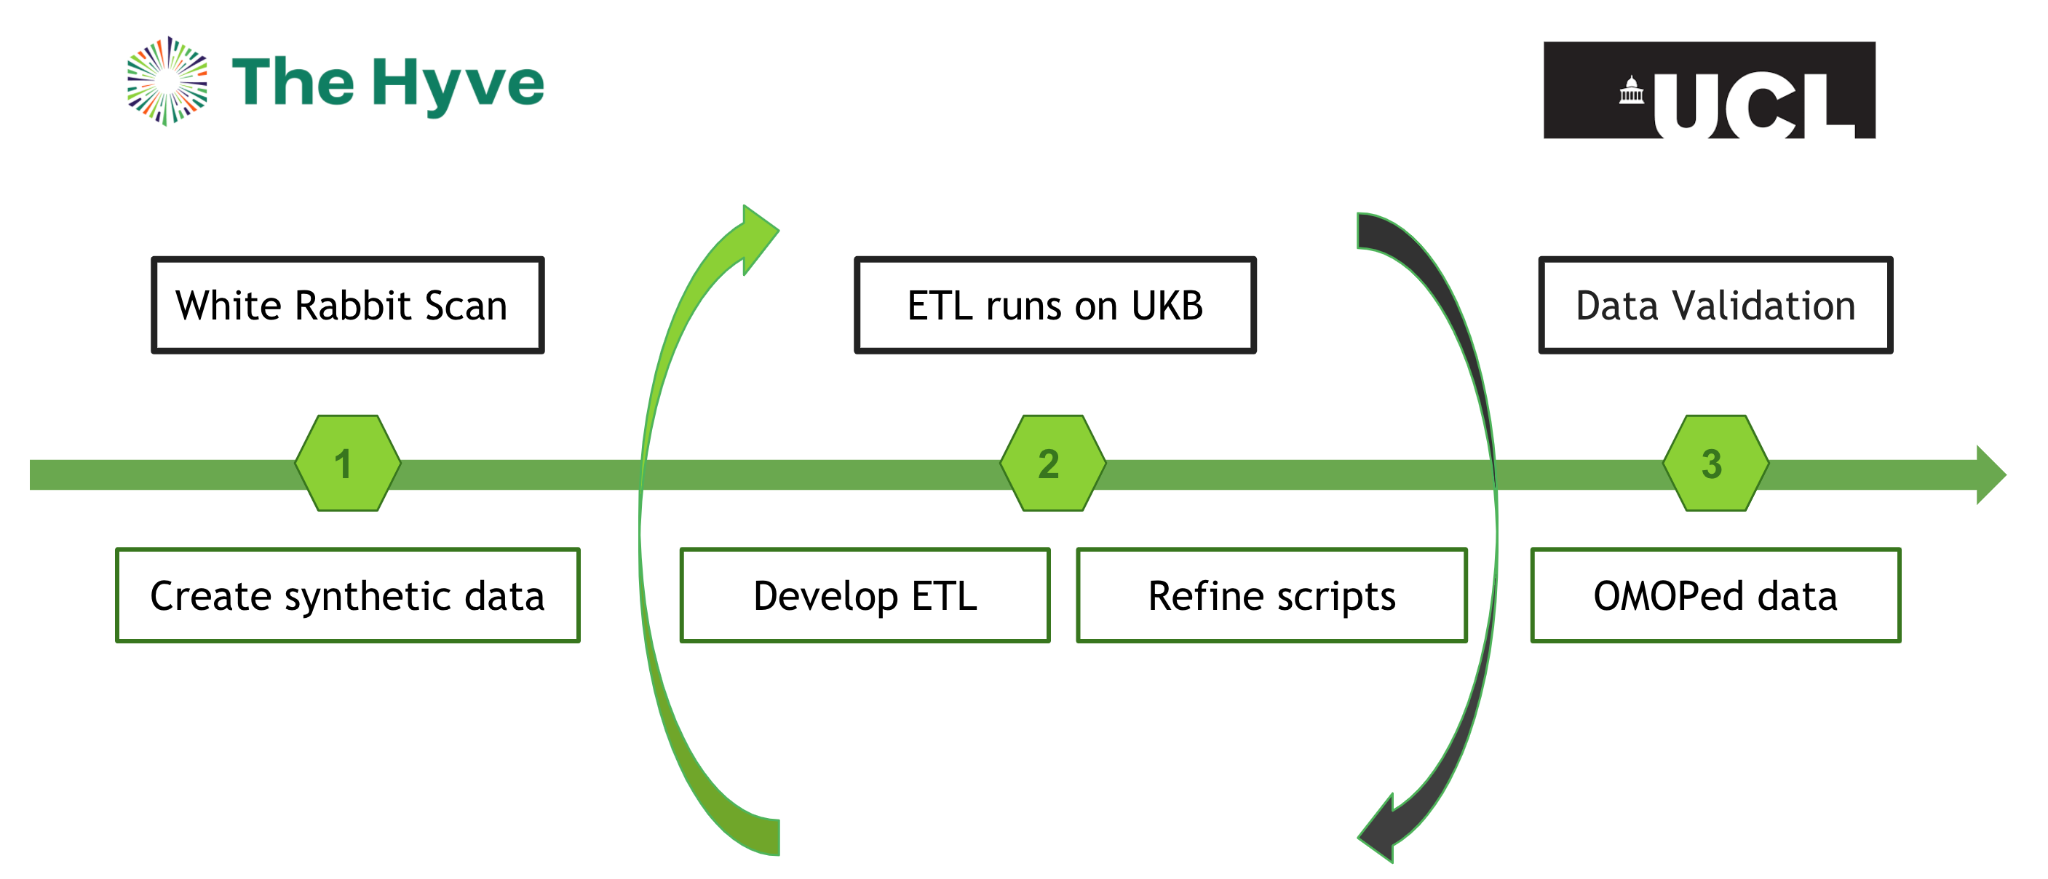 The Hyve
UCL
White Rabbit Scan
ETL runs on UKB
Data Validation
1
2
3
Create synthetic data
Develop ETL
Refine scripts
OMOPed data